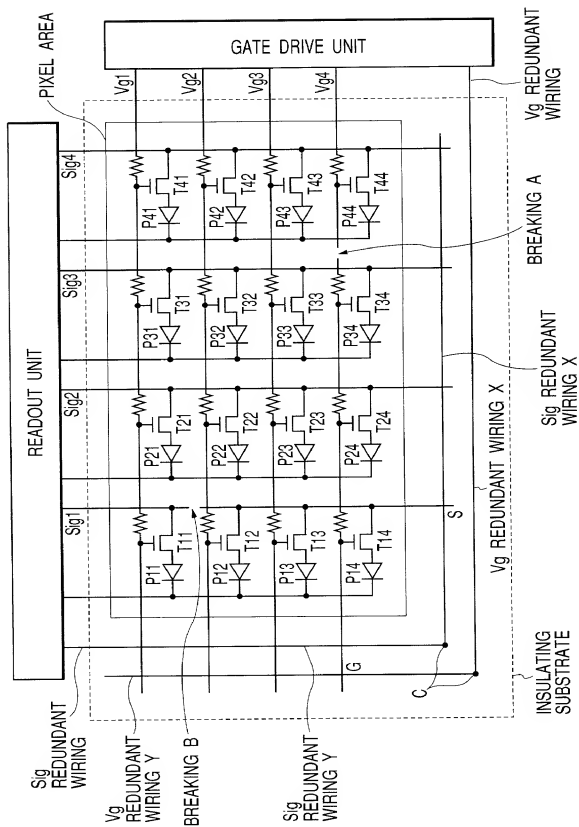 READOUT UNIT
GATE DRIVE UNIT
PIXEL AREA
Sig1
Sig2
Sig3
Sig4
Vg1
Vg2
Vg3
Vg4
P11
T11
P21
T21
P31
T31
P41
T41
P12
T12
P22
T22
P32
T32
P42
T42
P13
T13
P23
T23
P33
T33
P43
T43
P14
T14
P24
T24
P34
T34
P44
T44
G
S
C
Sig
REDUNDANT
WIRING
Vg
REDUNDANT
WIRING Y
BREAKING B
Sig
REDUNDANT
WIRING Y
INSULATING
SUBSTRATE
Vg REDUNDANT WIRING X
Sig REDUNDANT
WIRING X
BREAKING A
Vg REDUNDANT
WIRING